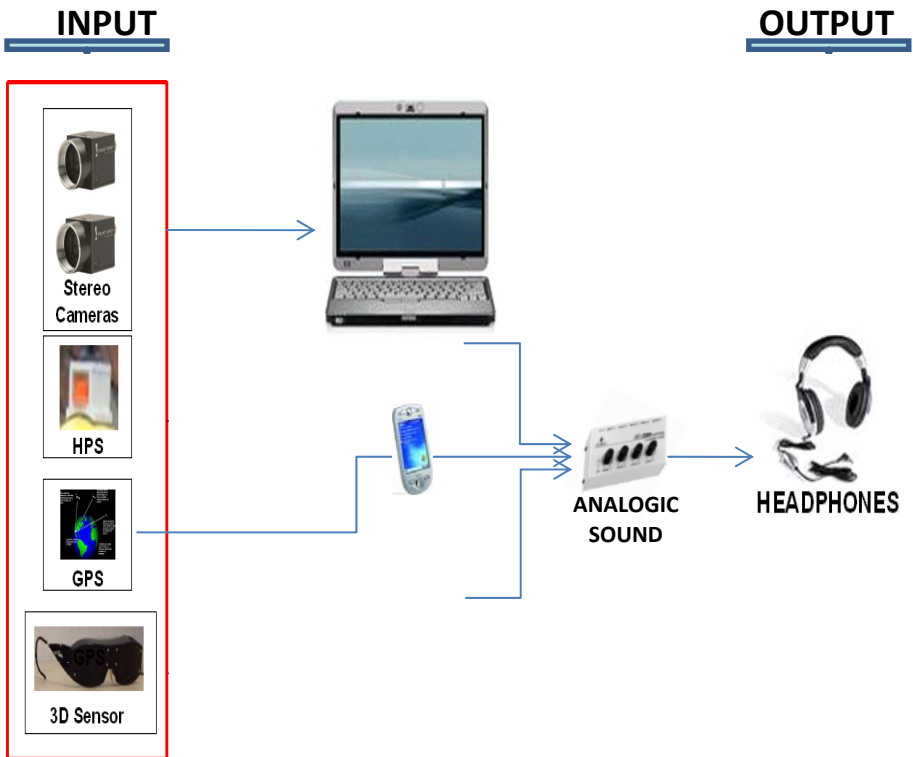 INPUT
OUTPUT
Stereo
Cameras
HPS
GPS
GPS
3D Sensor
ANALOGIC
SOUND
HEADPHONES